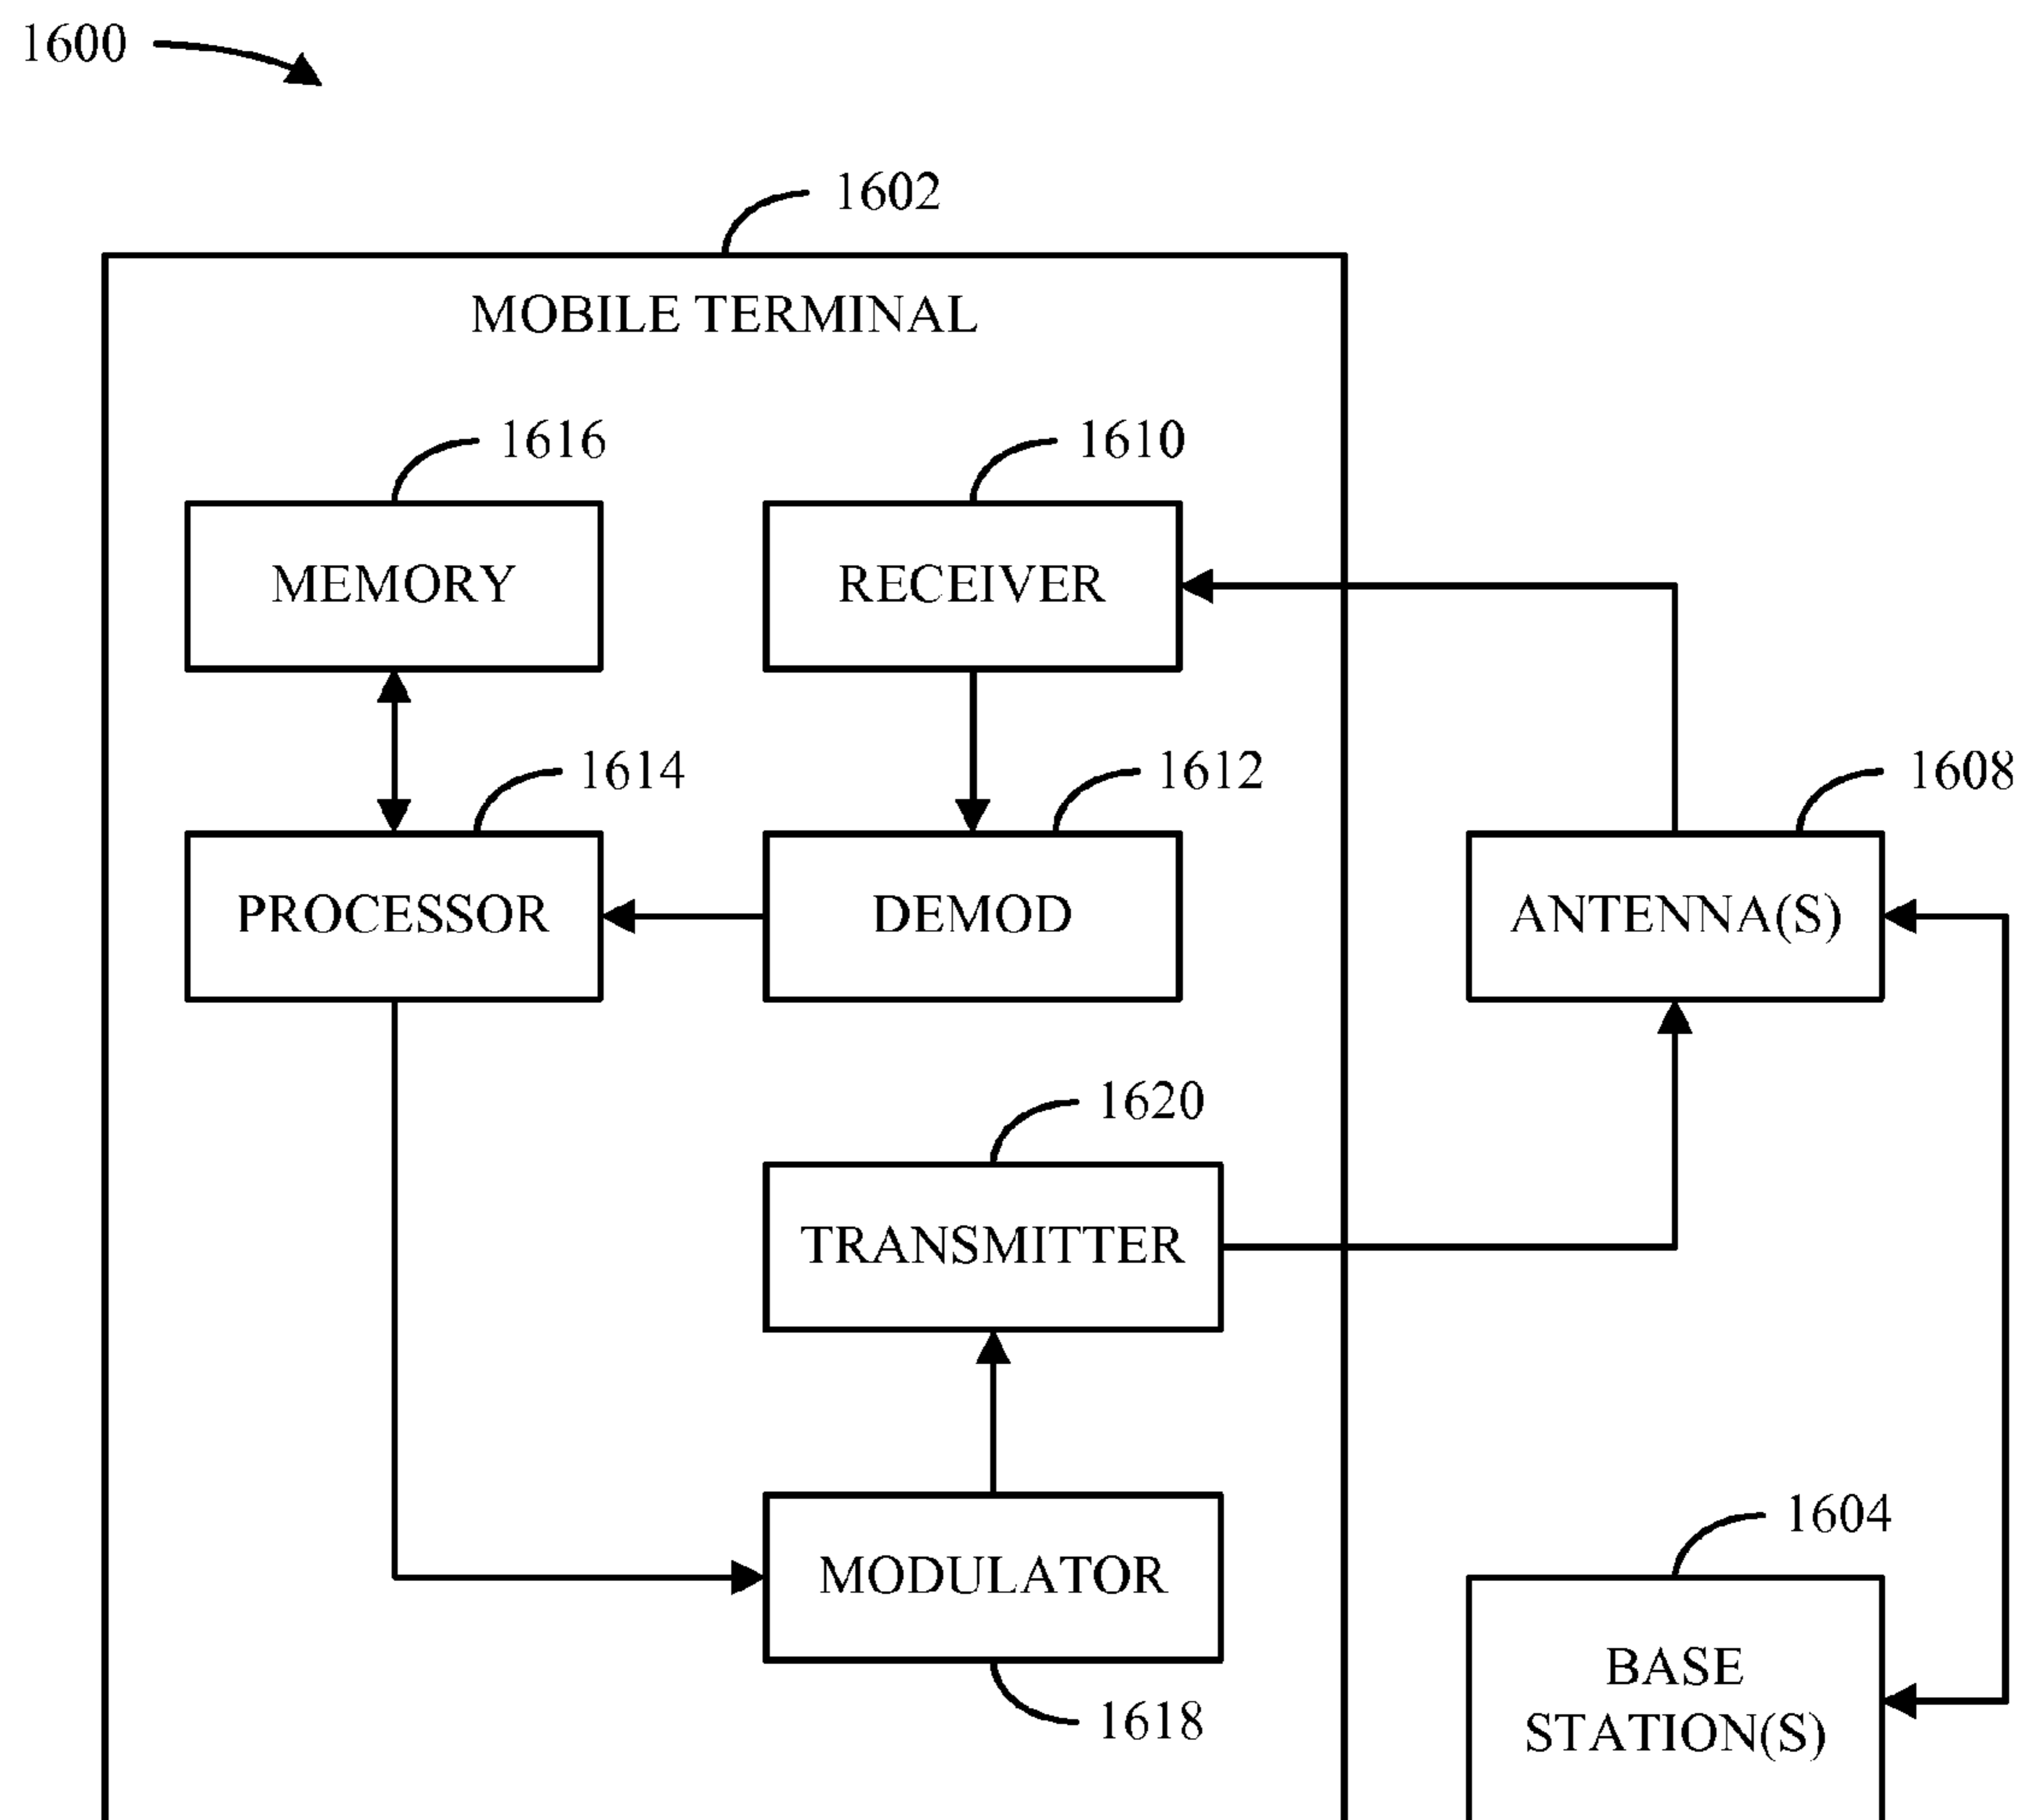 1600
1602
MOBILE TERMINAL
1616
1610
MEMORY
RECEIVER
1614
1612
1608
PROCESSOR
DEMOD
ANTENNA(S)
1620
TRANSMITTER
1604
MODULATOR
BASE
STATION(S)
1618